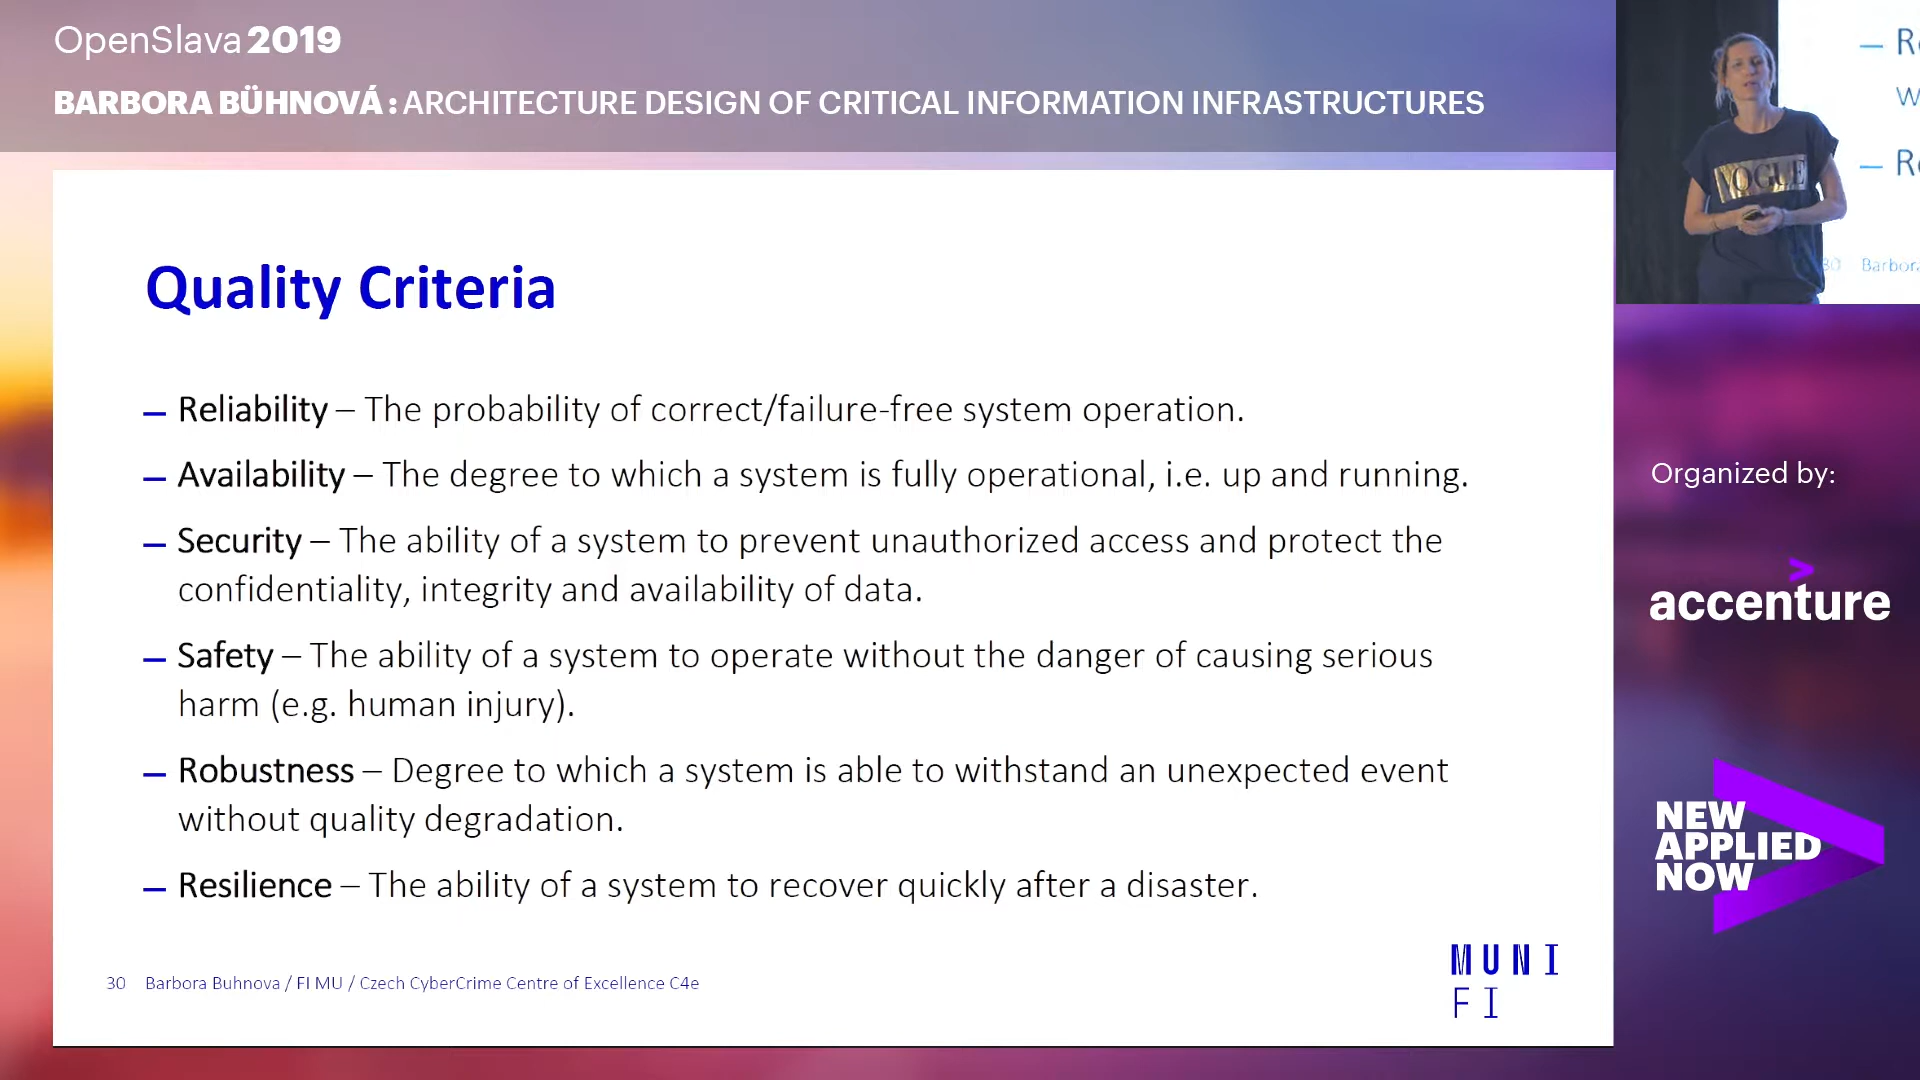 OpenSlava 2019
BARBORA BÜHNOVÁ : ARCHITECTURE DESIGN OF CRITICAL INFORMATION INFRASTRUCTURES
Quality Criteria
– Reliability – The probability of correct/failure-free system operation.
– Availability – The degree to which a system is fully operational, i.e. up and running.
– Security – The ability of a system to prevent unauthorized access and protect the
confidentiality, integrity and availability of data.
– Safety – The ability of a system to operate without the danger of causing serious
harm (e.g. human injury).
– Robustness – Degree to which a system is able to withstand an unexpected event
without quality degradation.
– Resilience – The ability of a system to recover quickly after a disaster.
30 Barbora Buhnova / FI MU / Czech CyberCrime Centre of Excellence C4e
MUNI
FI
VOGUE
30 Barbora
Organized by:
accenture
NEW
APPLIED
NOW